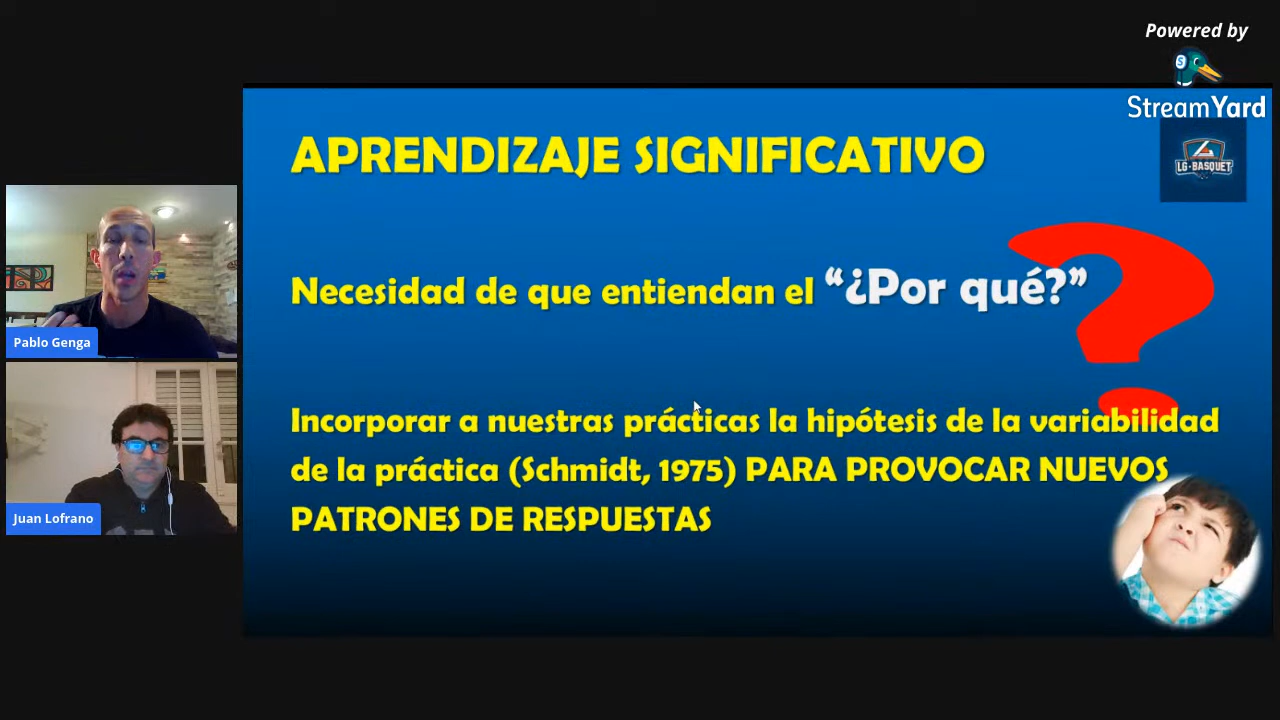 Powered by
StreamYard
LG-BASQUET
APRENDIZAJE SIGNIFICATIVO
Necesidad de que entiendan el “¿Por qué?”
?
Incorporar a nuestras prácticas la hipótesis de la variabilidad
de la práctica (Schmidt, 1975) PARA PROVOCAR NUEVOS
PATRONES DE RESPUESTAS
Pablo Genga
Juan Lofrano